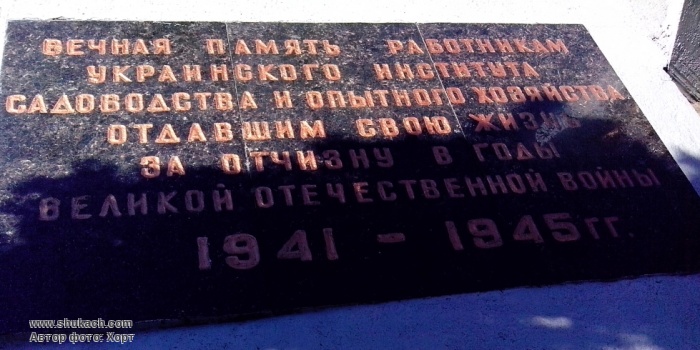 ВЕЧНАЯ ПАМЯТЬ РАБОТНИКАМ
УКРАИНСКОГО ИНСТИТУТА
САДОВОДСТВА И ОПЫТНОГО ХОЗЯЙСТВА
ОТДАВШИМ СВОЮ ЖИЗНЬ
ЗА ОТЧИЗНУ В ГОДЫ
ВЕЛИКОЙ ОТЕЧЕСТВЕННОЙ ВОЙНЫ
1941 - 1945 гг.
www.shukach.com
Автор фото: Хорт